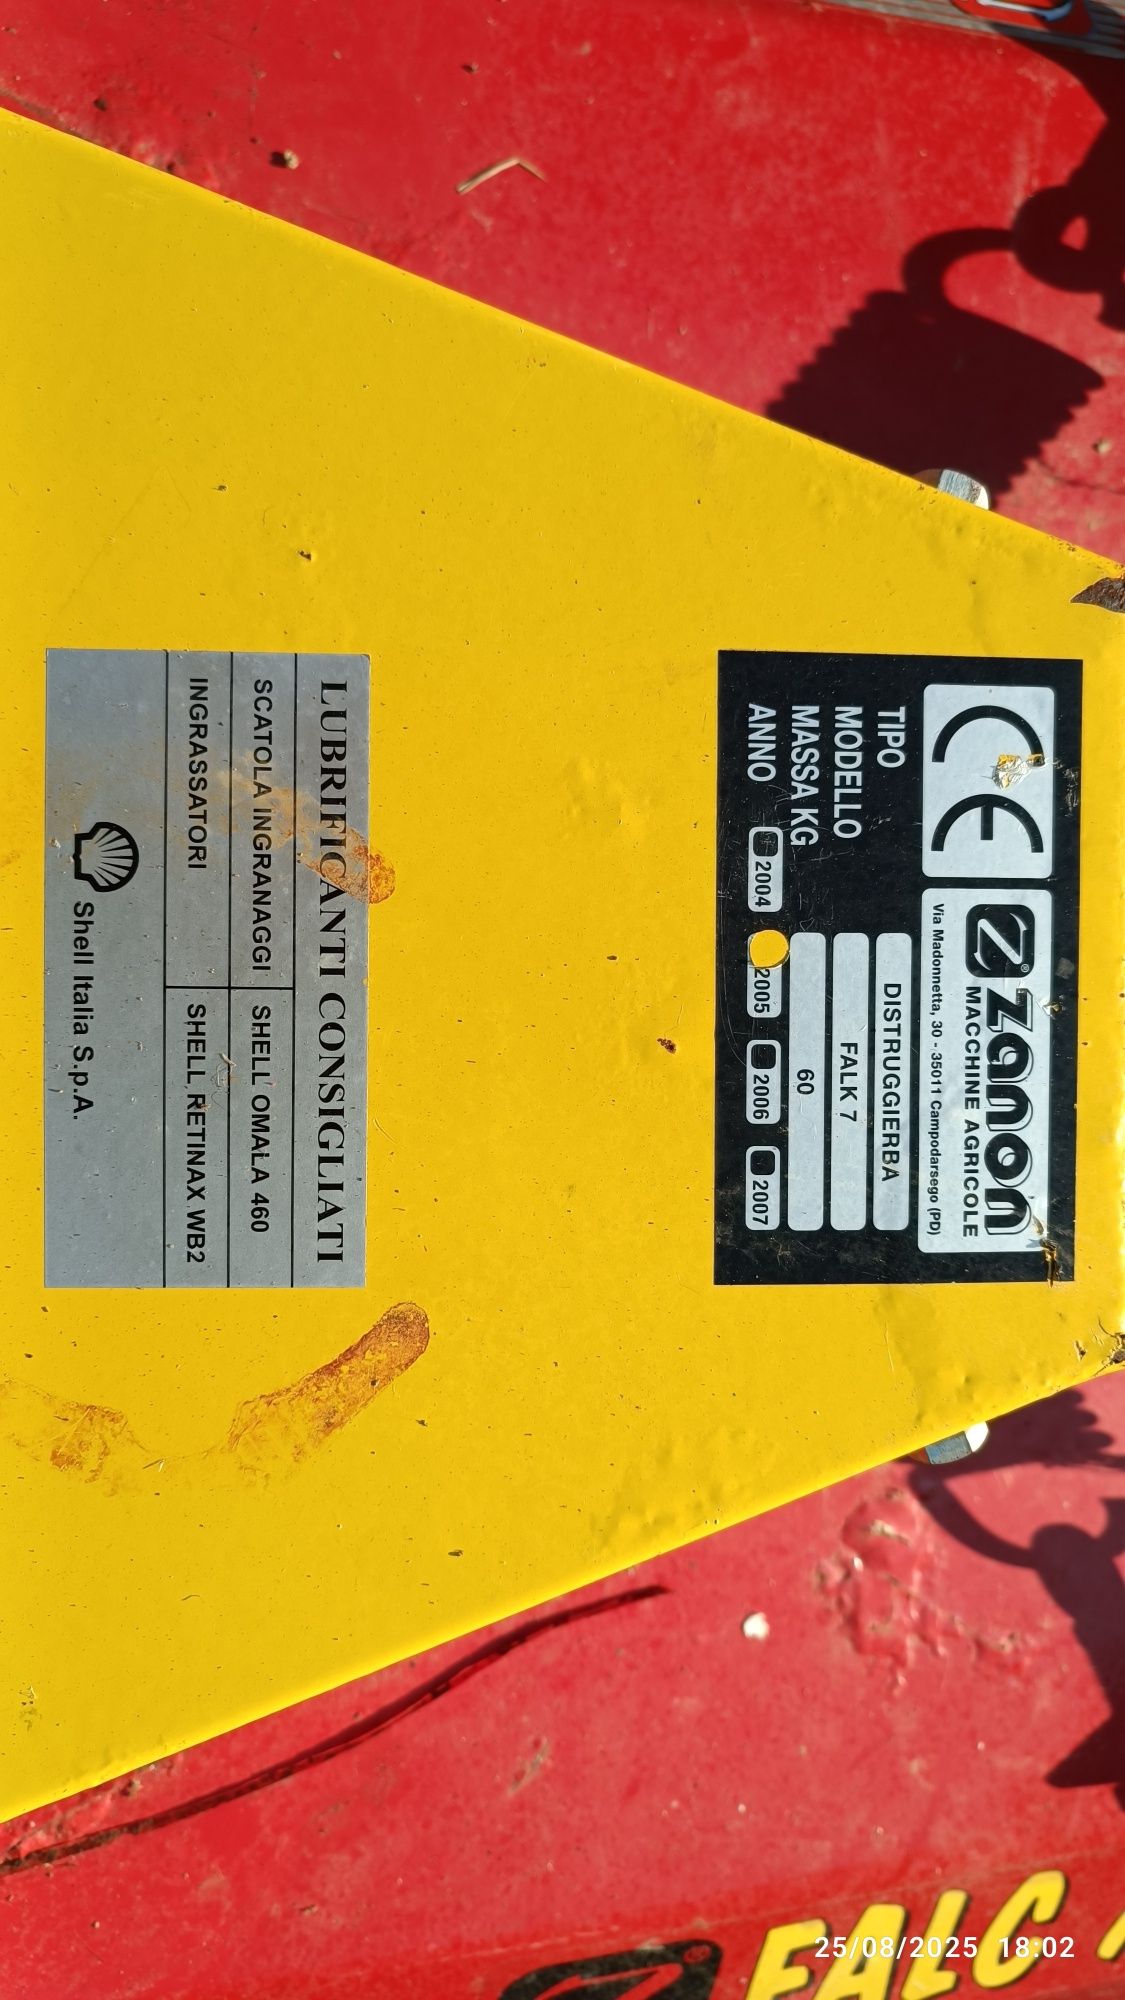 CE
zanon
MACCHINE AGRICOLE
Via Madonnetta, 30 - 35011 Campodarsego (PD)
TIPO DISTRUGGIERBA
MODELLO FALK 7
MASSA KG 60
ANNO 2004 2005 2006 2007
LUBRIFICANTI CONSIGLIATI
SCATOLA INGRANAGGI SHELL OMALA 460
INGRASSATORI SHELL RETINAX WB2
Shell Italia S.p.A.
FALC
25/08/2025 18:02